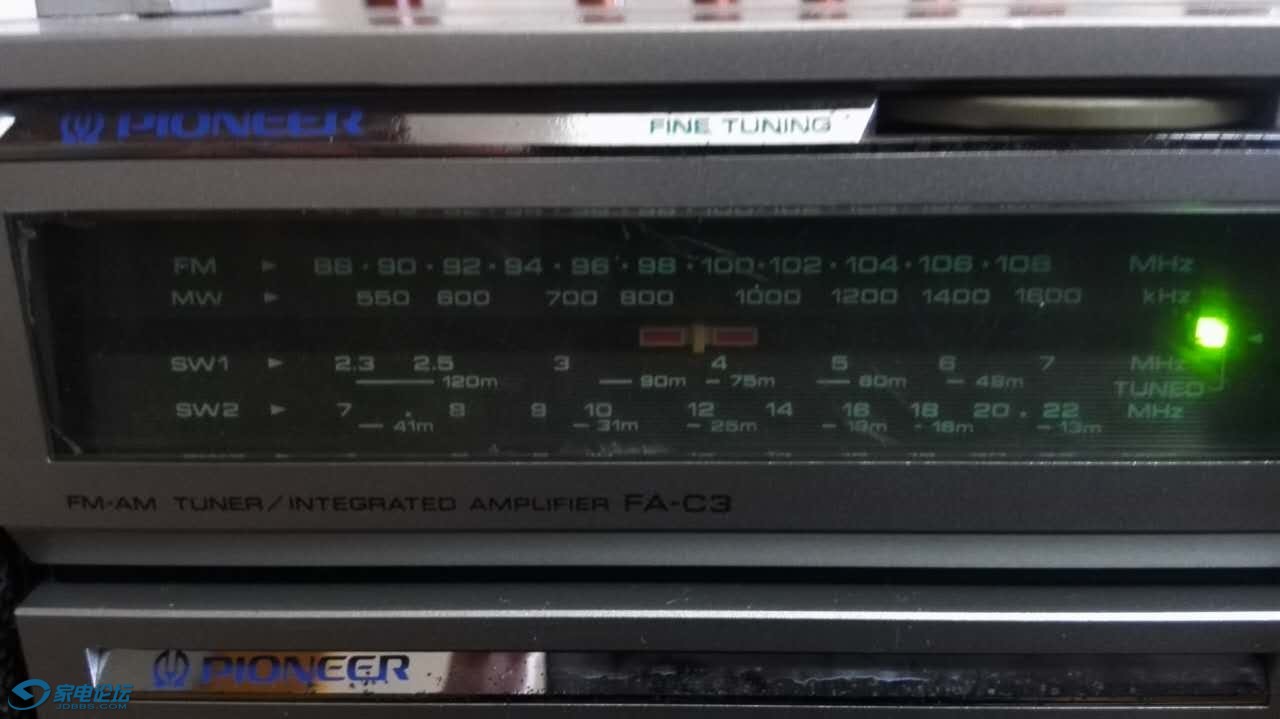 PIONEER FINE TUNING
FM 88 · 90 · 92 · 94 · 96 · 98 · 100 · 102 · 104 · 106 · 108 MHz
MW 550 600 700 800 1000 1200 1400 1600 kHz
SW1 2.3 2.5 3 4 5 6 7 MHz
120m 90m 75m 60m 49m TUNED
SW2 7 8 9 10 12 14 16 18 20 22 MHz
41m 31m 25m 19m 16m 13m
FM-AM TUNER/INTEGRATED AMPLIFIER FA-C3
PIONEER
家电论坛
JDBBS.COM